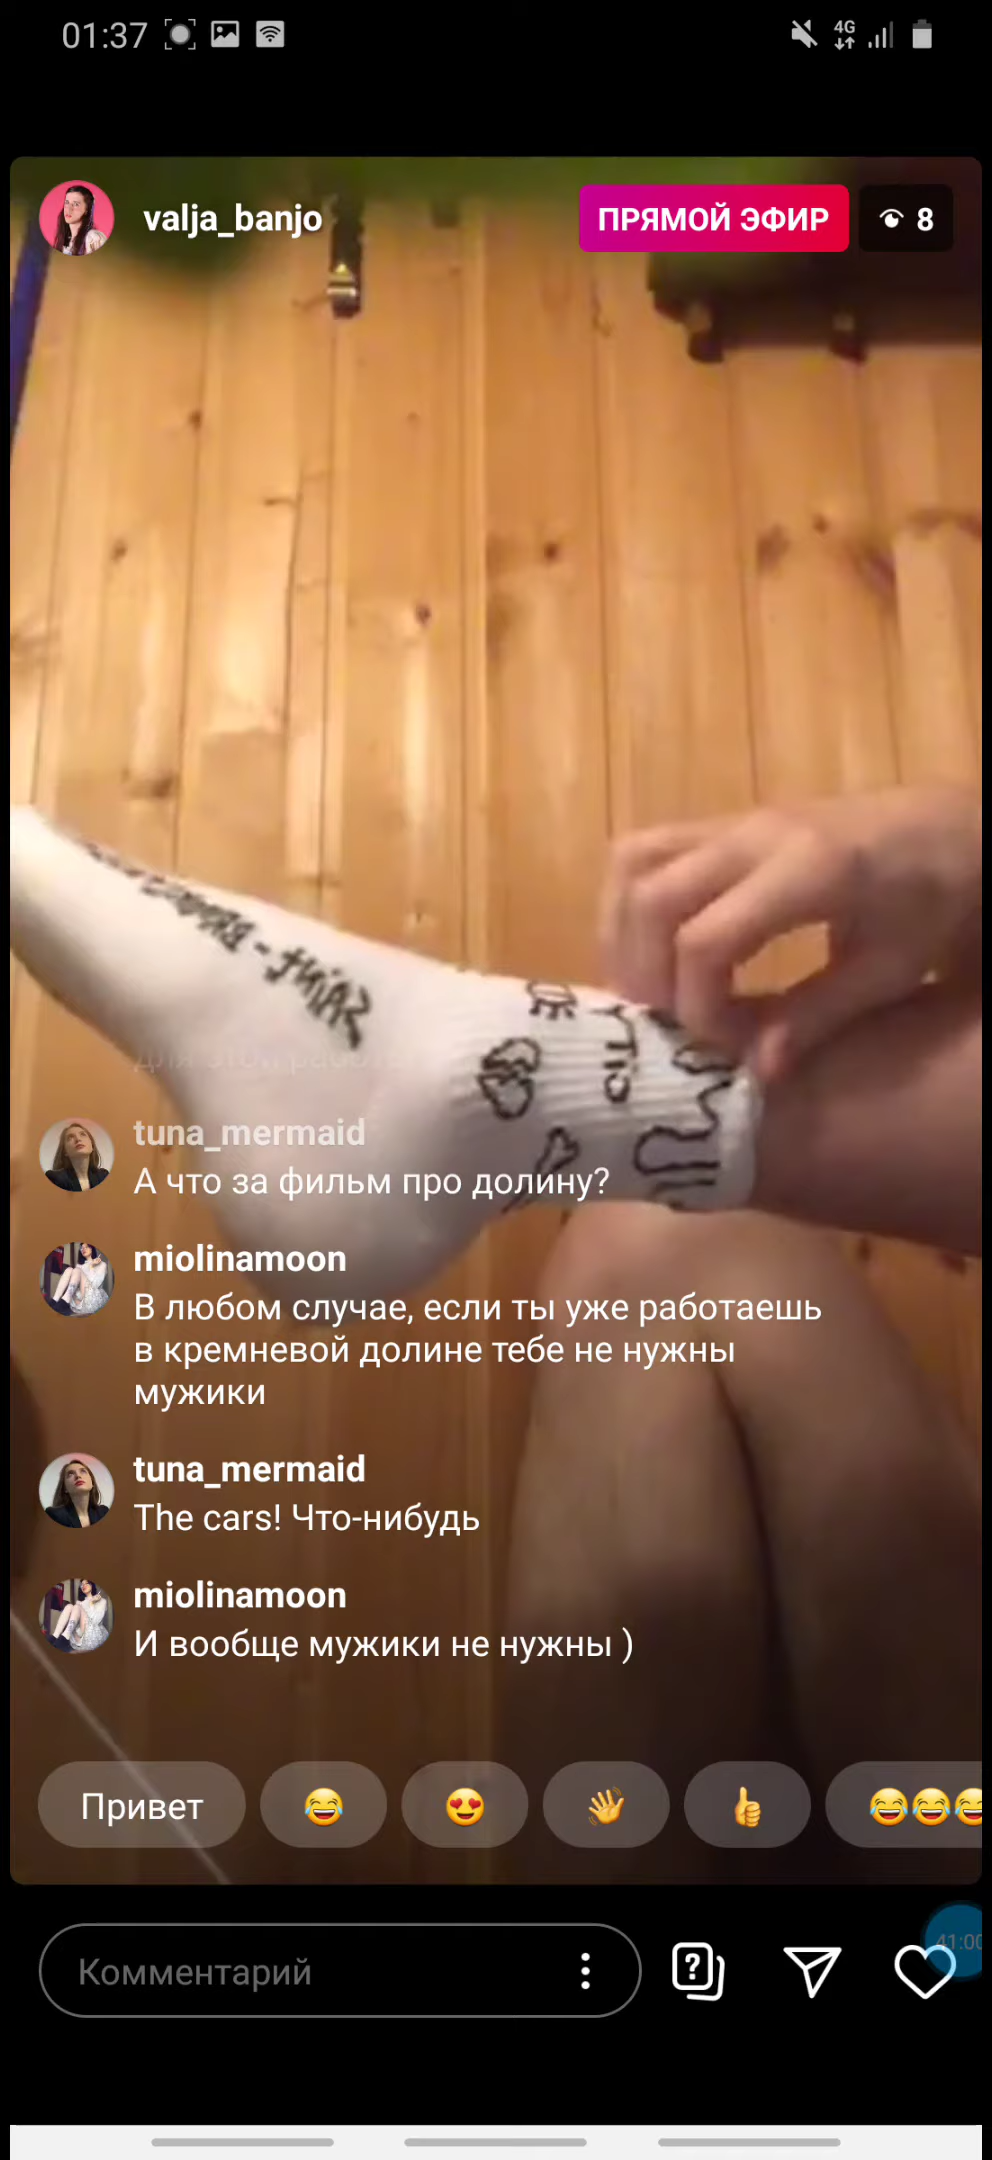 01:37
4G
valja_banjo
ПРЯМОЙ ЭФИР
8
tuna_mermaid
А что за фильм про долину?
miolinamoon
В любом случае, если ты уже работаешь
в кремневой долине тебе не нужны
мужики
tuna_mermaid
The cars! Что-нибудь
miolinamoon
И вообще мужики не нужны )
Привет
Комментарий
41:00